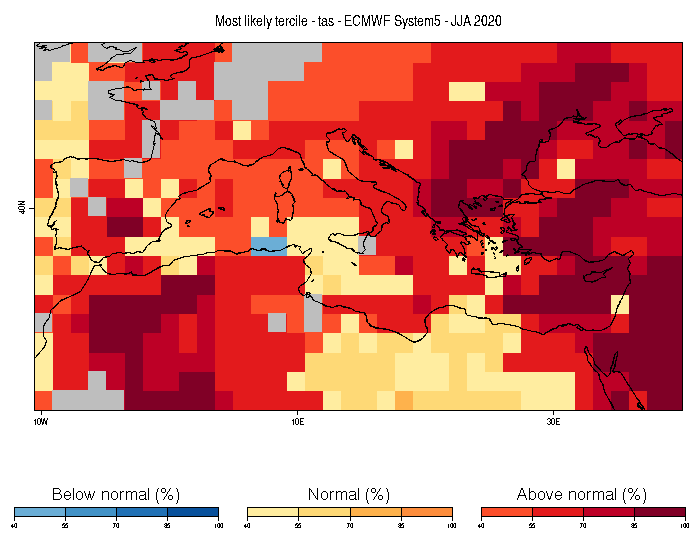 Most likely tercile - tas - ECMWF System5 - JJA 2020
40N
10W 10E 30E
Below normal (%) Normal (%) Above normal (%)
40 55 70 85 100 40 55 70 85 100 40 55 70 85 100